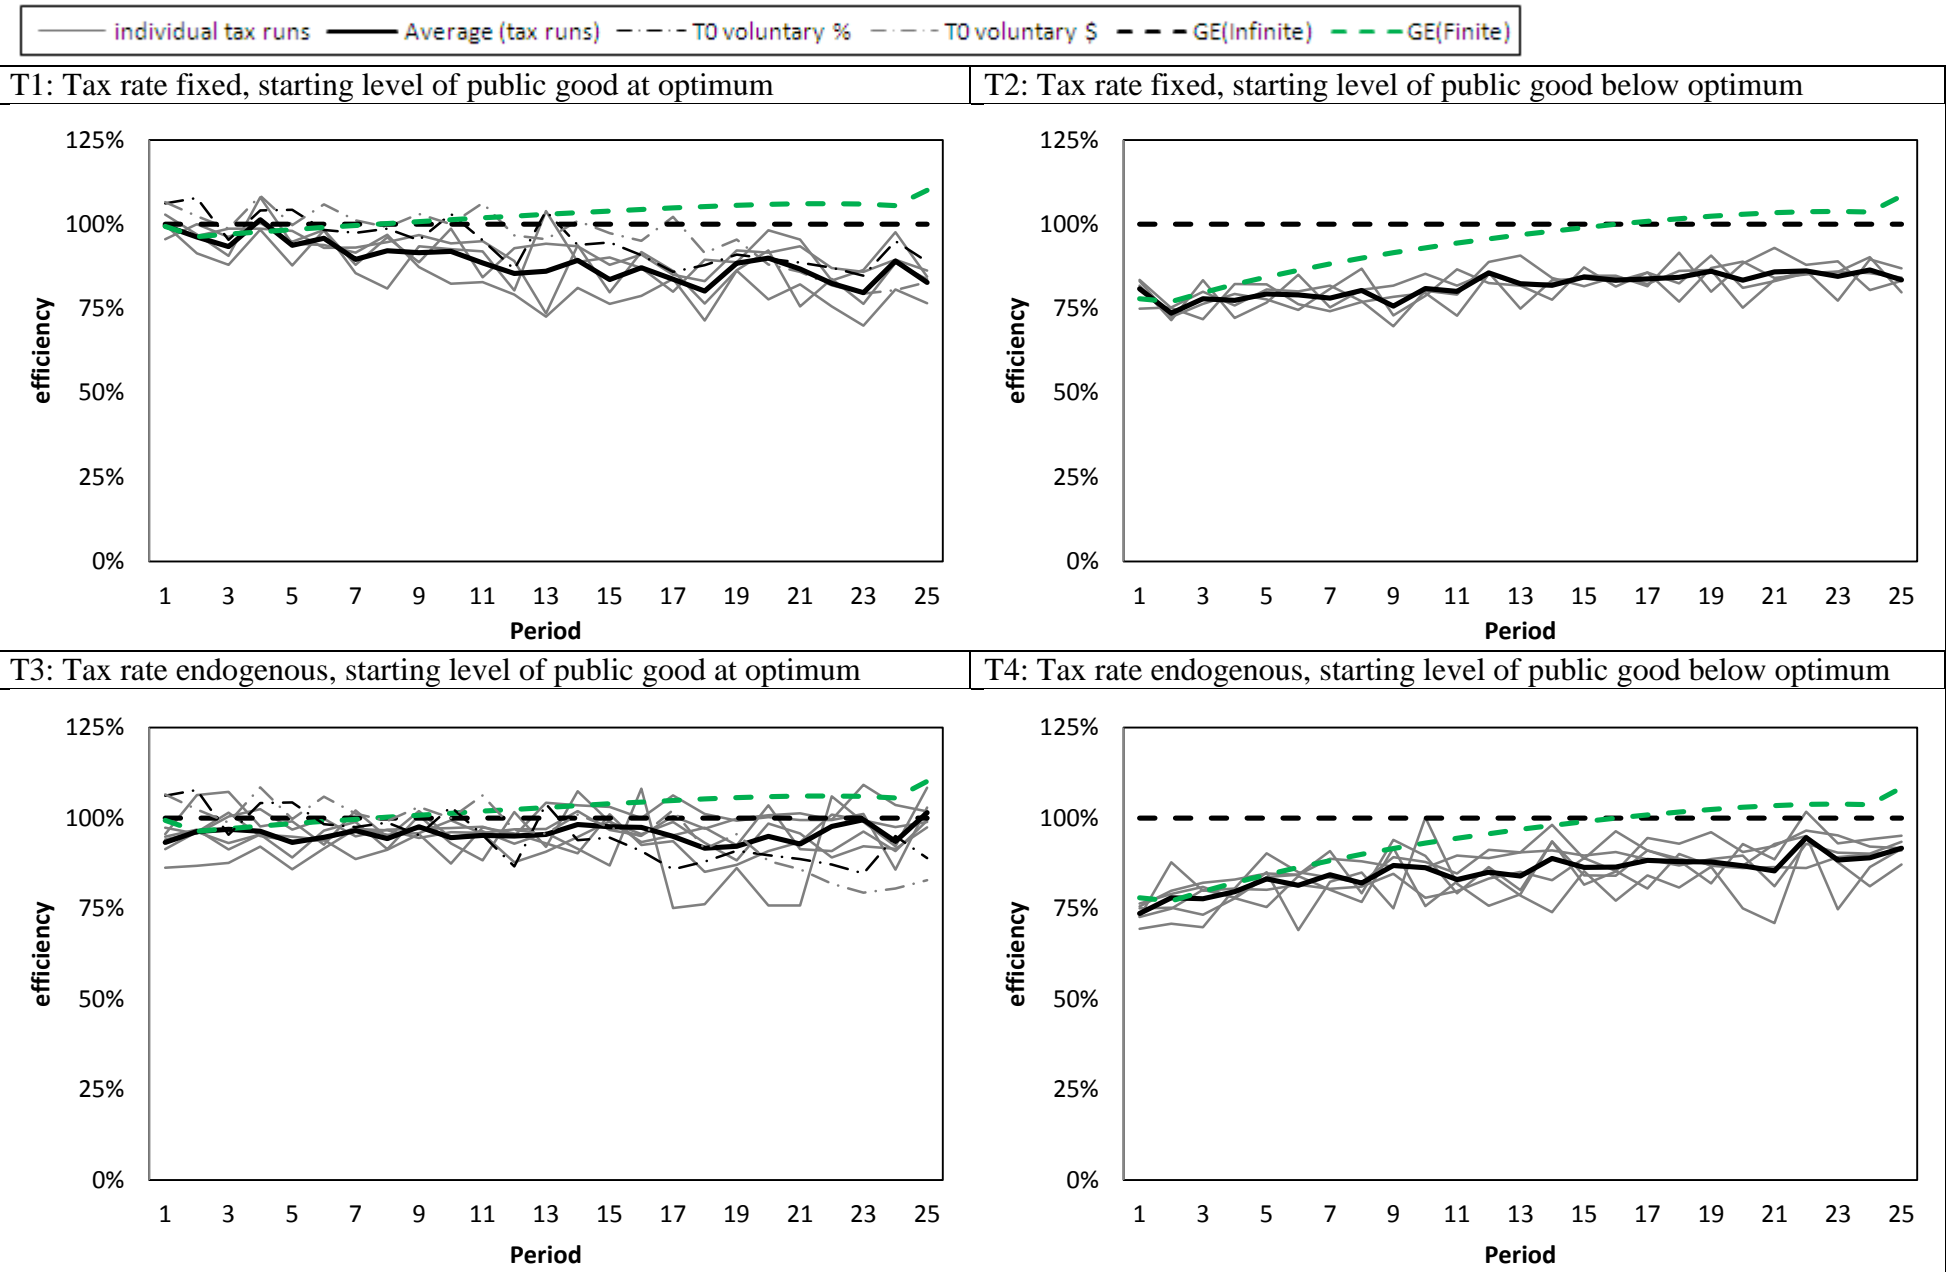 individual tax runs Average (tax runs) T0 voluntary % T0 voluntary $ GE(Infinite) GE(Finite)
T1: Tax rate fixed, starting level of public good at optimum
125%
100%
75%
50%
25%
0%
efficiency
1 3 5 7 9 11 13 15 17 19 21 23 25
Period
T2: Tax rate fixed, starting level of public good below optimum
125%
100%
75%
50%
25%
0%
efficiency
1 3 5 7 9 11 13 15 17 19 21 23 25
Period
T3: Tax rate endogenous, starting level of public good at optimum
125%
100%
75%
50%
25%
0%
efficiency
1 3 5 7 9 11 13 15 17 19 21 23 25
Period
T4: Tax rate endogenous, starting level of public good below optimum
125%
100%
75%
50%
25%
0%
efficiency
1 3 5 7 9 11 13 15 17 19 21 23 25
Period